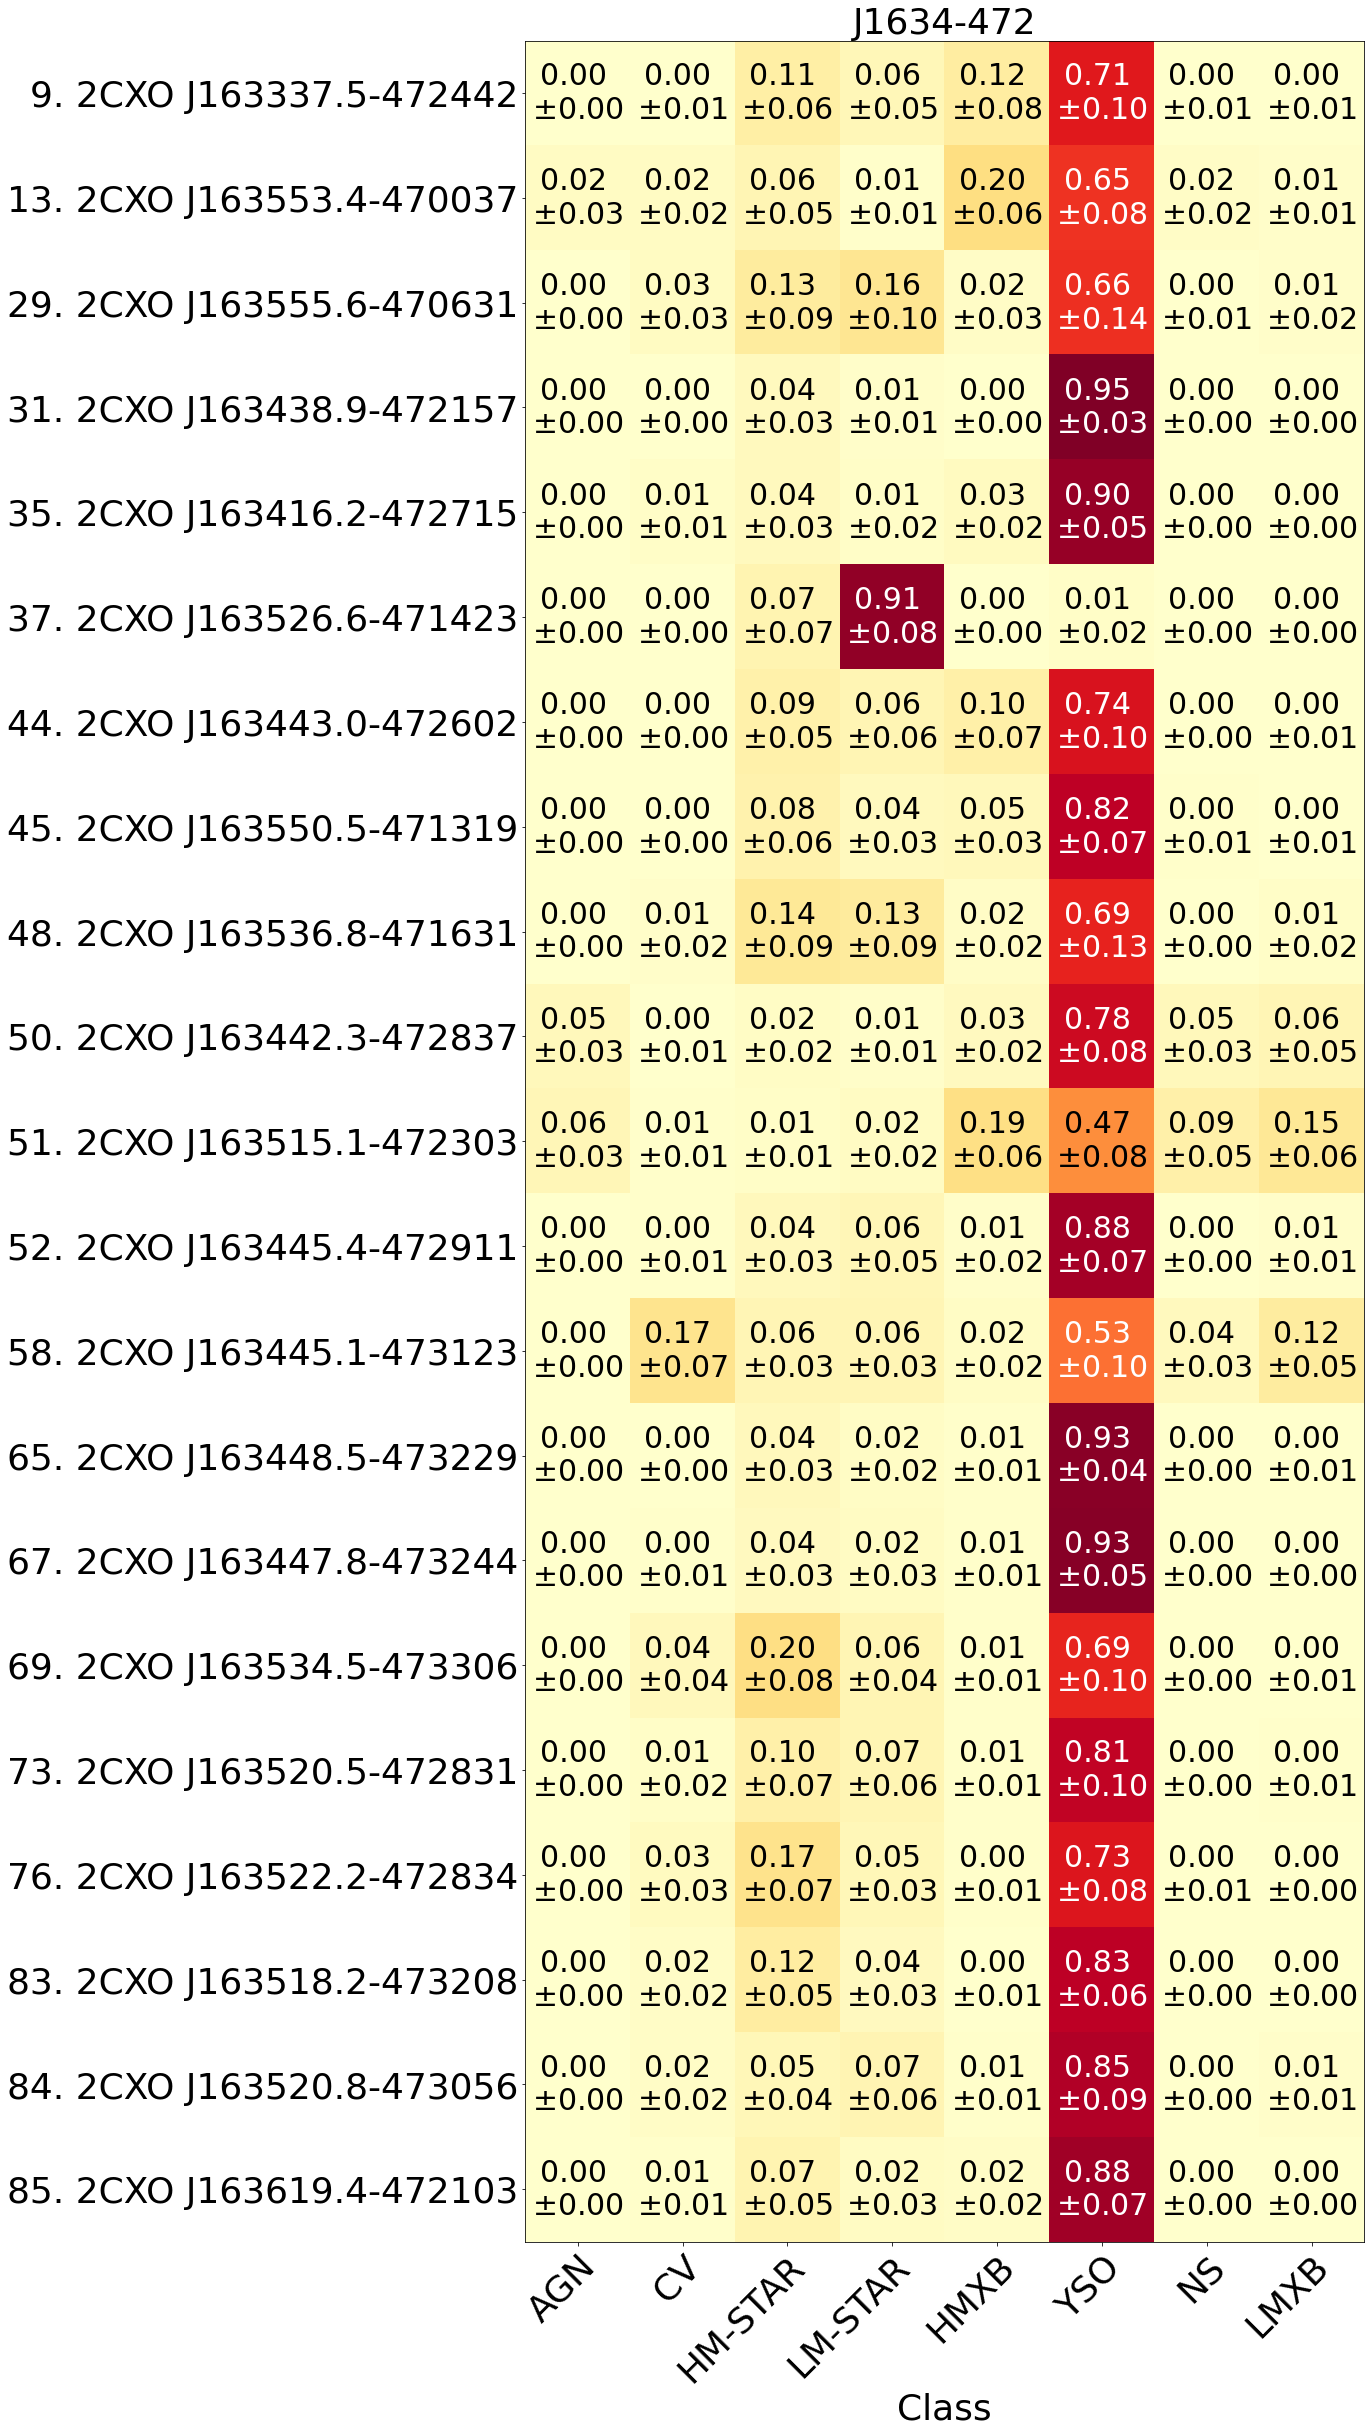 J1634-472
9. 2CXO J163337.5-472442
0.00 0.00 0.11 0.06 0.12 0.71 0.00 0.00
±0.00 ±0.01 ±0.06 ±0.05 ±0.08 ±0.10 ±0.01 ±0.01
13. 2CXO J163553.4-470037
0.02 0.02 0.06 0.01 0.20 0.65 0.02 0.01
±0.03 ±0.02 ±0.05 ±0.01 ±0.06 ±0.08 ±0.02 ±0.01
29. 2CXO J163555.6-470631
0.00 0.03 0.13 0.16 0.02 0.66 0.00 0.01
±0.00 ±0.03 ±0.09 ±0.10 ±0.03 ±0.14 ±0.01 ±0.02
31. 2CXO J163438.9-472157
0.00 0.00 0.04 0.01 0.00 0.95 0.00 0.00
±0.00 ±0.00 ±0.03 ±0.01 ±0.00 ±0.03 ±0.00 ±0.00
35. 2CXO J163416.2-472715
0.00 0.01 0.04 0.01 0.03 0.90 0.00 0.00
±0.00 ±0.01 ±0.03 ±0.02 ±0.02 ±0.05 ±0.00 ±0.00
37. 2CXO J163526.6-471423
0.00 0.00 0.07 0.91 0.00 0.01 0.00 0.00
±0.00 ±0.00 ±0.07 ±0.08 ±0.00 ±0.02 ±0.00 ±0.00
44. 2CXO J163443.0-472602
0.00 0.00 0.09 0.06 0.10 0.74 0.00 0.00
±0.00 ±0.00 ±0.05 ±0.06 ±0.07 ±0.10 ±0.00 ±0.01
45. 2CXO J163550.5-471319
0.00 0.00 0.08 0.04 0.05 0.82 0.00 0.00
±0.00 ±0.00 ±0.06 ±0.03 ±0.03 ±0.07 ±0.01 ±0.01
48. 2CXO J163536.8-471631
0.00 0.01 0.14 0.13 0.02 0.69 0.00 0.01
±0.00 ±0.02 ±0.09 ±0.09 ±0.02 ±0.13 ±0.00 ±0.02
50. 2CXO J163442.3-472837
0.05 0.00 0.02 0.01 0.03 0.78 0.05 0.06
±0.03 ±0.01 ±0.02 ±0.01 ±0.02 ±0.08 ±0.03 ±0.05
51. 2CXO J163515.1-472303
0.06 0.01 0.01 0.02 0.19 0.47 0.09 0.15
±0.03 ±0.01 ±0.01 ±0.02 ±0.06 ±0.08 ±0.05 ±0.06
52. 2CXO J163445.4-472911
0.00 0.00 0.04 0.06 0.01 0.88 0.00 0.01
±0.00 ±0.01 ±0.03 ±0.05 ±0.02 ±0.07 ±0.00 ±0.01
58. 2CXO J163445.1-473123
0.00 0.17 0.06 0.06 0.02 0.53 0.04 0.12
±0.00 ±0.07 ±0.03 ±0.03 ±0.02 ±0.10 ±0.03 ±0.05
65. 2CXO J163448.5-473229
0.00 0.00 0.04 0.02 0.01 0.93 0.00 0.00
±0.00 ±0.00 ±0.03 ±0.02 ±0.01 ±0.04 ±0.00 ±0.01
67. 2CXO J163447.8-473244
0.00 0.00 0.04 0.02 0.01 0.93 0.00 0.00
±0.00 ±0.01 ±0.03 ±0.03 ±0.01 ±0.05 ±0.00 ±0.00
69. 2CXO J163534.5-473306
0.00 0.04 0.20 0.06 0.01 0.69 0.00 0.00
±0.00 ±0.04 ±0.08 ±0.04 ±0.01 ±0.10 ±0.00 ±0.01
73. 2CXO J163520.5-472831
0.00 0.01 0.10 0.07 0.01 0.81 0.00 0.00
±0.00 ±0.02 ±0.07 ±0.06 ±0.01 ±0.10 ±0.00 ±0.01
76. 2CXO J163522.2-472834
0.00 0.03 0.17 0.05 0.00 0.73 0.00 0.00
±0.00 ±0.03 ±0.07 ±0.03 ±0.01 ±0.08 ±0.01 ±0.00
83. 2CXO J163518.2-473208
0.00 0.02 0.12 0.04 0.00 0.83 0.00 0.00
±0.00 ±0.02 ±0.05 ±0.03 ±0.01 ±0.06 ±0.00 ±0.00
84. 2CXO J163520.8-473056
0.00 0.02 0.05 0.07 0.01 0.85 0.00 0.01
±0.00 ±0.02 ±0.04 ±0.06 ±0.01 ±0.09 ±0.00 ±0.01
85. 2CXO J163619.4-472103
0.00 0.01 0.07 0.02 0.02 0.88 0.00 0.00
±0.00 ±0.01 ±0.05 ±0.03 ±0.02 ±0.07 ±0.00 ±0.00
AGN CV HM-STAR LM-STAR HMXB YSO NS LMXB
Class